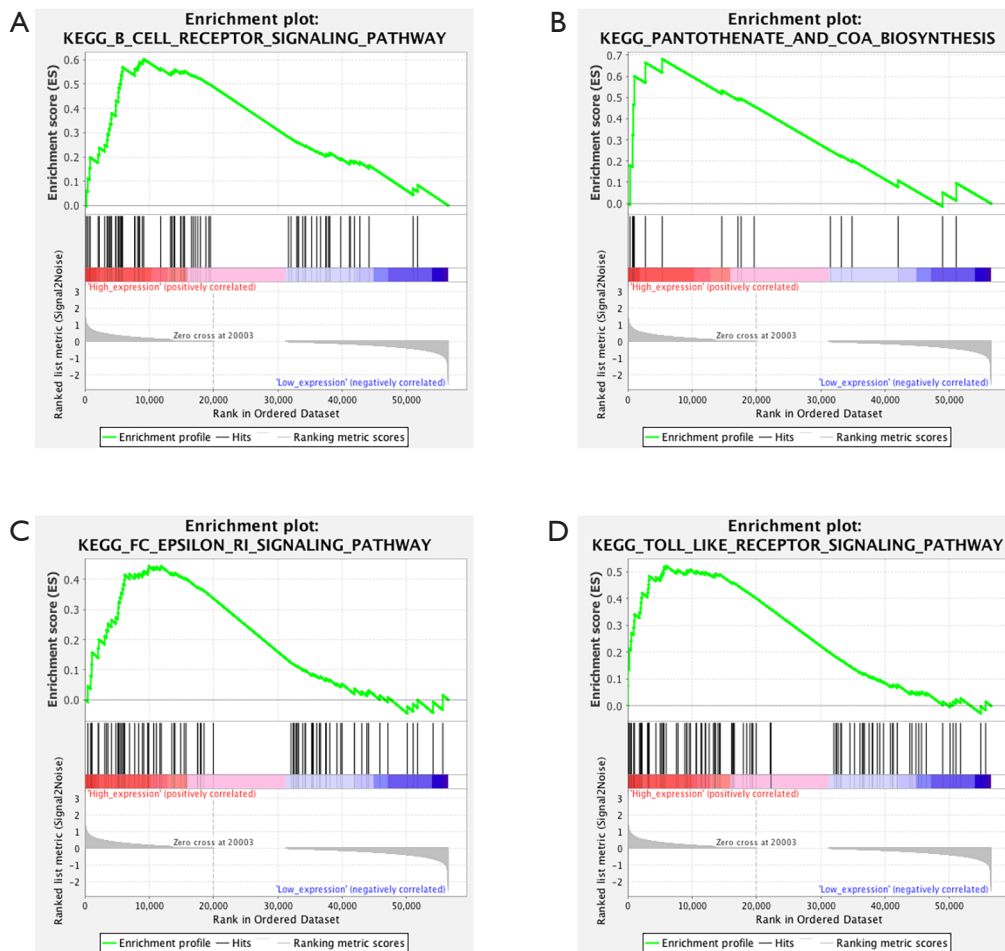 A
Enrichment plot:
KEGG_B_CELL_RECEPTOR_SIGNALING_PATHWAY
Enrichment score (ES)
0.6
0.5
0.4
0.3
0.2
0.1
0.0
'High_expression' (positively correlated)
Ranked list metric (Signal2Noise)
3
2
1
0
-1
-2
Zero cross at 20003
'Low_expression' (negatively correlated)
0 10,000 20,000 30,000 40,000 50,000
Rank in Ordered Dataset
Enrichment profile Hits Ranking metric scores
B
Enrichment plot:
KEGG_PANTOTHENATE_AND_COA_BIOSYNTHESIS
Enrichment score (ES)
0.7
0.6
0.5
0.4
0.3
0.2
0.1
0.0
'High_expression' (positively correlated)
Ranked list metric (Signal2Noise)
3
2
1
0
-1
-2
Zero cross at 20003
'Low_expression' (negatively correlated)
0 10,000 20,000 30,000 40,000 50,000
Rank in Ordered Dataset
Enrichment profile Hits Ranking metric scores
C
Enrichment plot:
KEGG_FC_EPSILON_RI_SIGNALING_PATHWAY
Enrichment score (ES)
0.4
0.3
0.2
0.1
0.0
'High_expression' (positively correlated)
Ranked list metric (Signal2Noise)
3
2
1
0
-1
-2
Zero cross at 20003
'Low_expression' (negatively correlated)
0 10,000 20,000 30,000 40,000 50,000
Rank in Ordered Dataset
Enrichment profile Hits Ranking metric scores
D
Enrichment plot:
KEGG_TOLL_LIKE_RECEPTOR_SIGNALING_PATHWAY
Enrichment score (ES)
0.5
0.4
0.3
0.2
0.1
0.0
'High_expression' (positively correlated)
Ranked list metric (Signal2Noise)
3
2
1
0
-1
-2
Zero cross at 20003
'Low_expression' (negatively correlated)
0 10,000 20,000 30,000 40,000 50,000
Rank in Ordered Dataset
Enrichment profile Hits Ranking metric scores